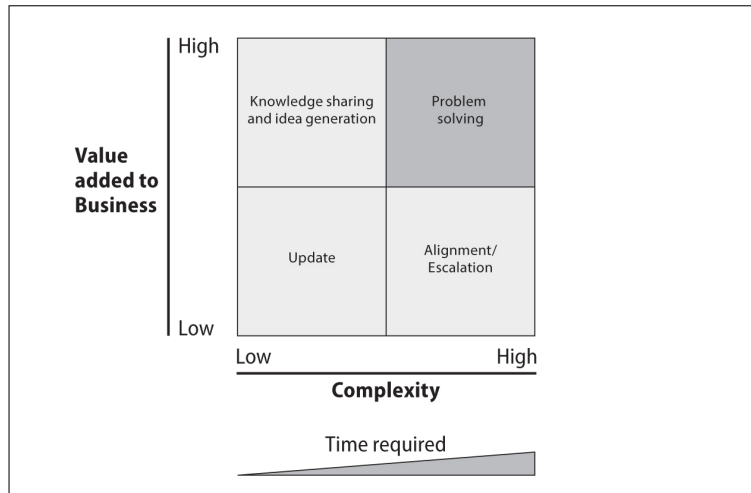 High
Knowledge sharing
and idea generation
Problem
solving
Value
added to
Business
Update
Alignment/
Escalation
Low
Low
High
Complexity
Time required